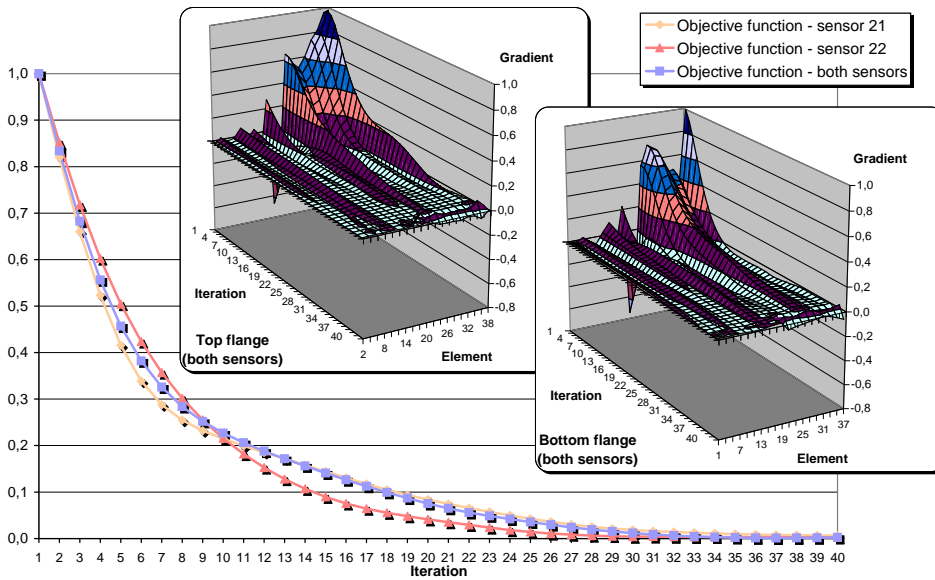 Objective function - sensor 21
Objective function - sensor 22
Objective function - both sensors
1,0
0,9
0,8
0,7
0,6
0,5
0,4
0,3
0,2
0,1
0,0
1 2 3 4 5 6 7 8 9 10 11 12 13 14 15 16 17 18 19 20 21 22 23 24 25 26 27 28 29 30 31 32 33 34 35 36 37 38 39 40
Iteration
Gradient
1,0
0,8
0,6
0,4
0,2
0,0
-0,2
-0,4
-0,6
-0,8
1 4 7 10 13 16 19 22 25 28 31 34 37 40
Iteration
2 8 14 20 26 32 38
Element
Top flange
(both sensors)
Gradient
1,0
0,8
0,6
0,4
0,2
0,0
-0,2
-0,4
-0,6
-0,8
1 4 7 10 13 16 19 22 25 28 31 34 37 40
Iteration
1 7 13 19 25 31 37
Element
Bottom flange
(both sensors)